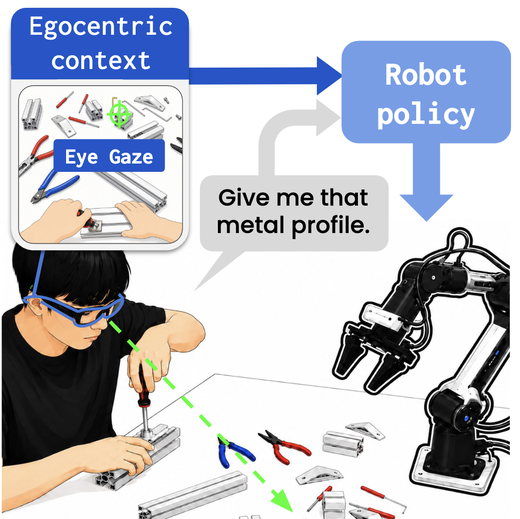 Egocentric
context
Eye Gaze
Robot
policy
Give me that
metal profile.